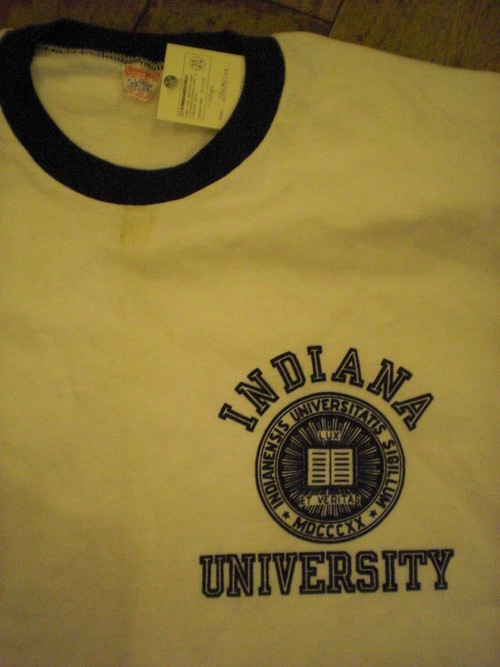 INDIANA
INDIANENSIS UNIVERSITATIS SIGILLUM
LUX
ET VERITAS
★ MDCCCXX ★
UNIVERSITY